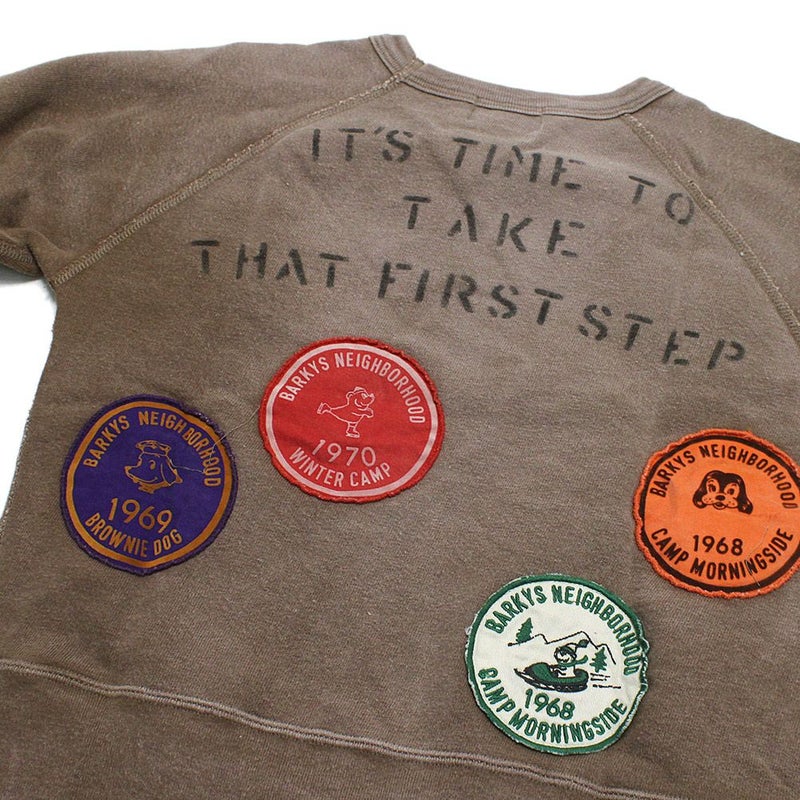 IT'S TIME TO
TAKE
THAT FIRST STEP
BARKYS NEIGHBORHOOD
1970
WINTER CAMP
BARKYS NEIGHBORHOOD
1969
BROWNIE DOG
BARKYS NEIGHBORHOOD
1968
CAMP MORNINGSIDE
BARKYS NEIGHBORHOOD
1968
CAMP MORNINGSIDE